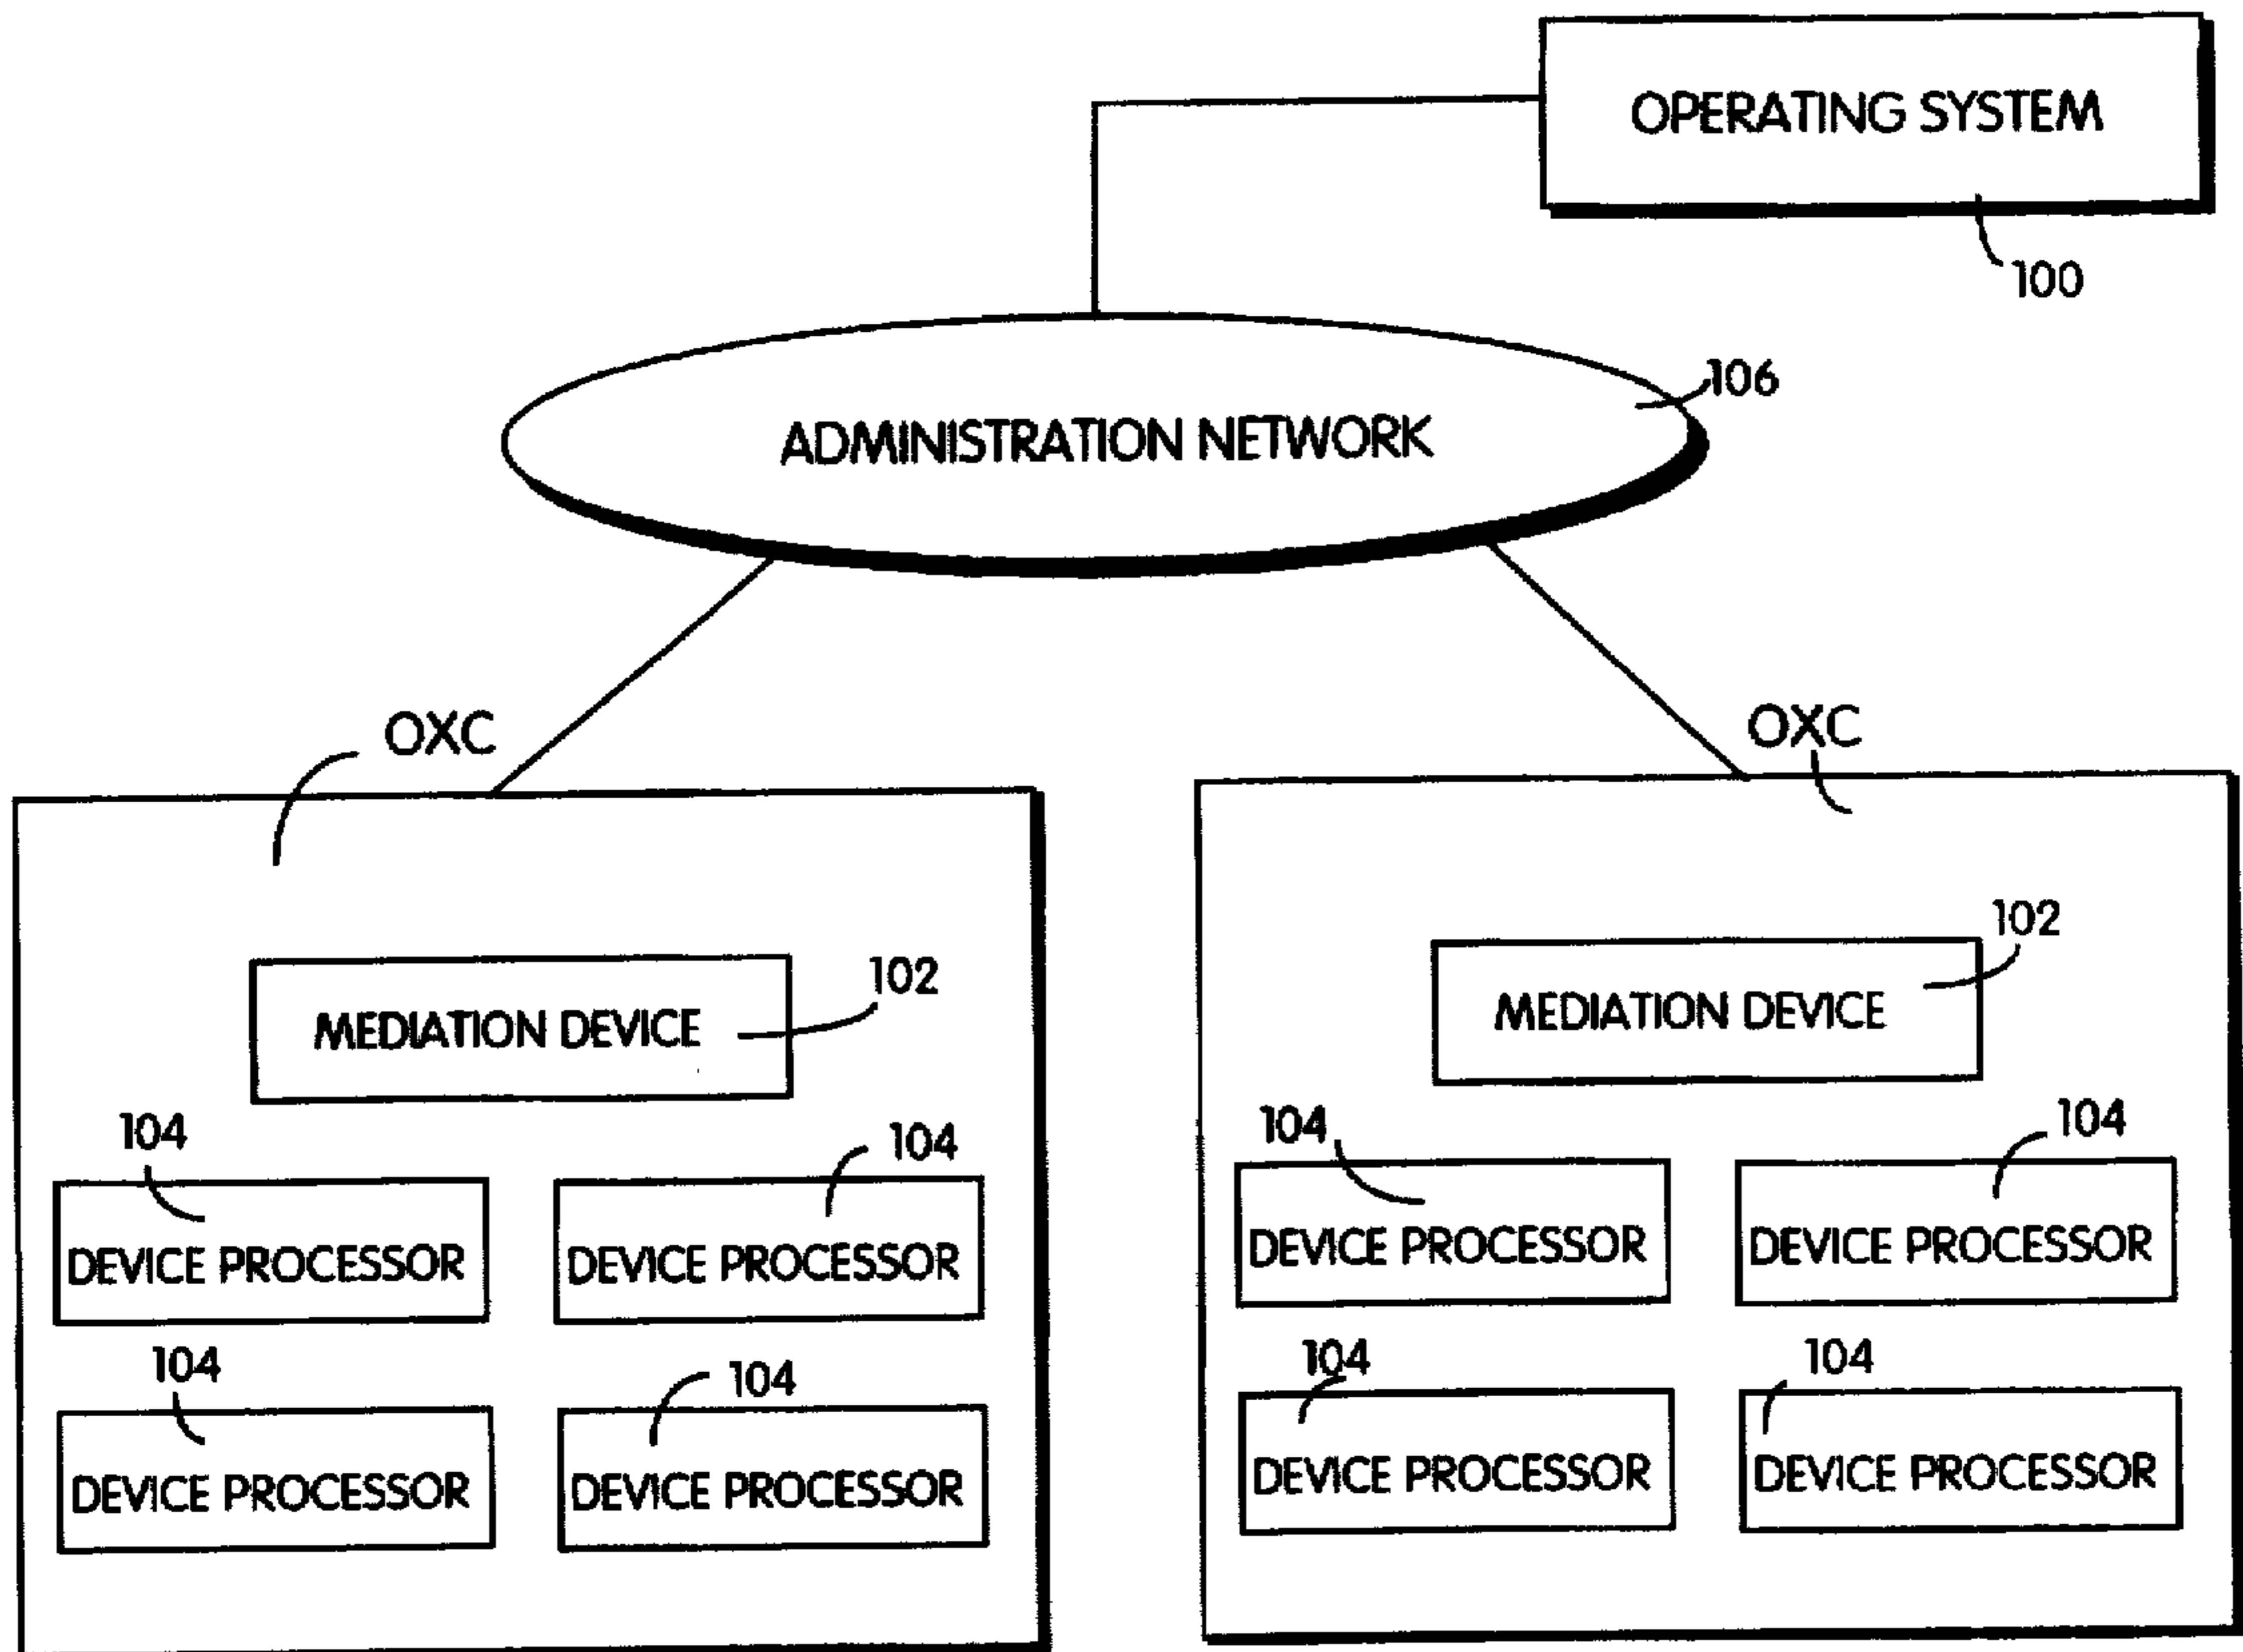 OPERATING SYSTEM
100
106
ADMINISTRATION NETWORK
OXC
OXC
102
MEDIATION DEVICE
102
MEDIATION DEVICE
104
104
DEVICE PROCESSOR
DEVICE PROCESSOR
104
104
DEVICE PROCESSOR
DEVICE PROCESSOR
104
104
DEVICE PROCESSOR
DEVICE PROCESSOR
104
104
DEVICE PROCESSOR
DEVICE PROCESSOR